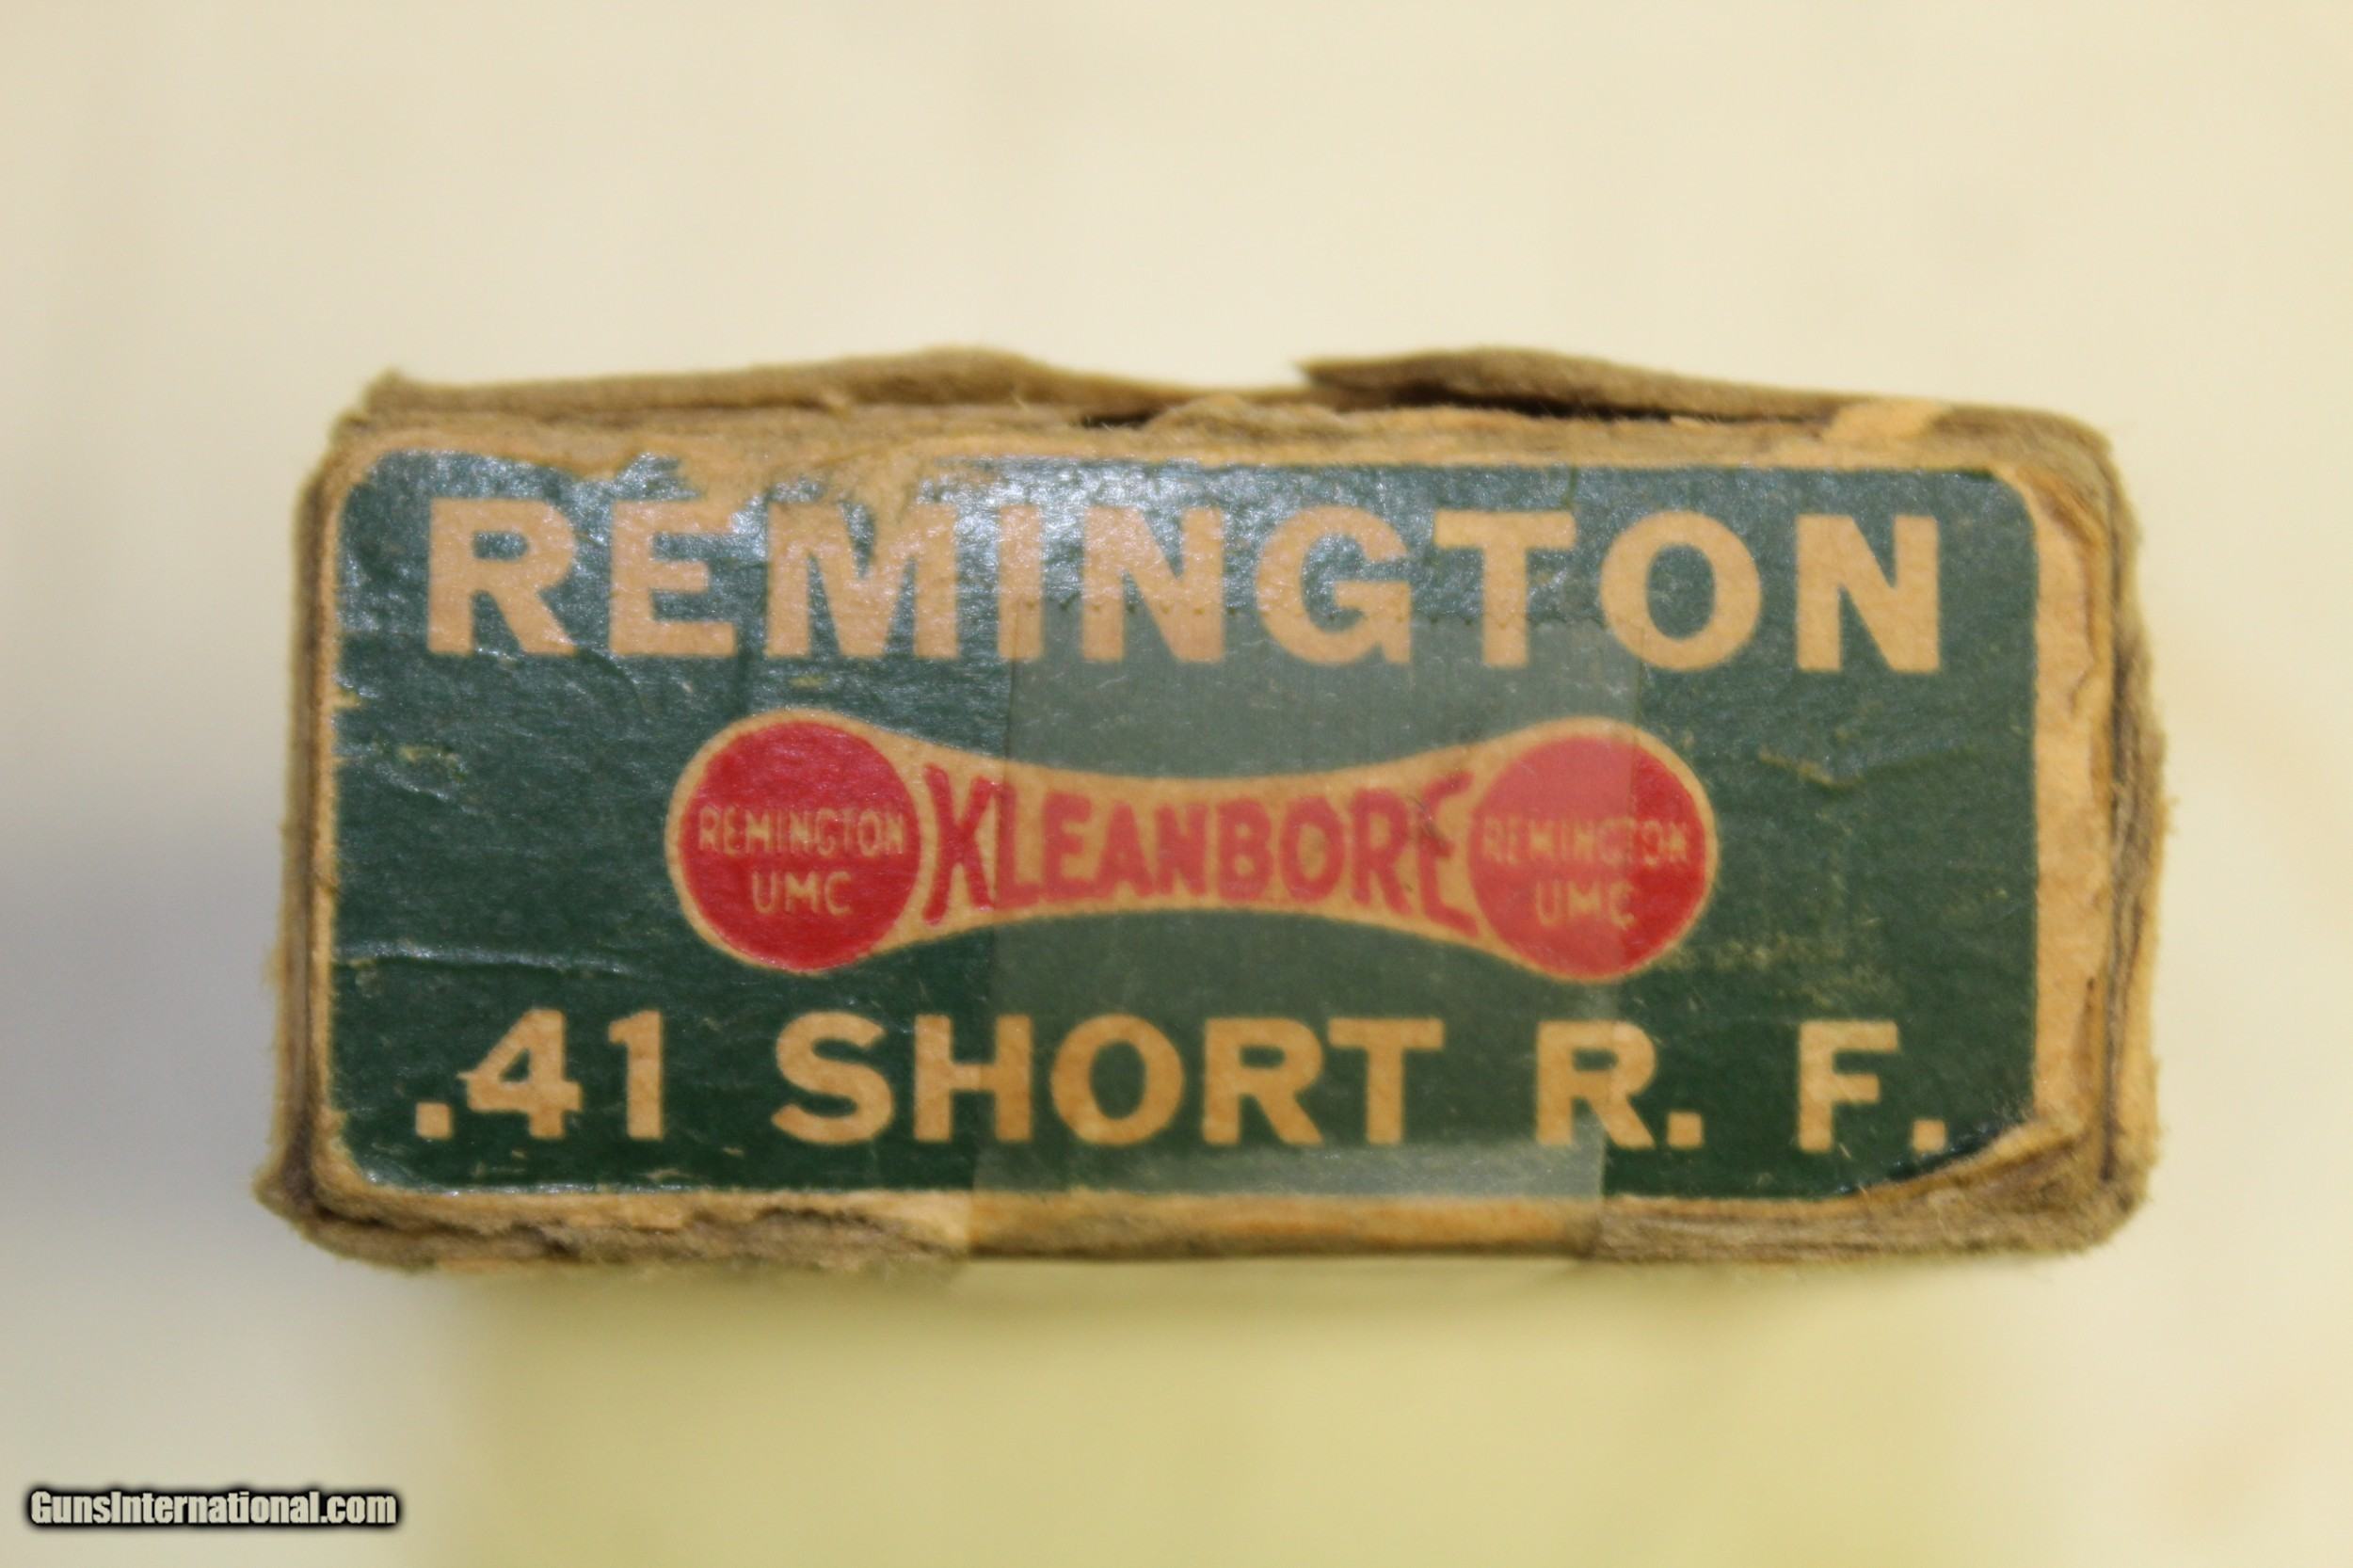 REMINGTON
REMINGTON
UMC
KLEANBORE
REMINGTON
UMC
.41 SHORT R. F.
GunsInternational.com